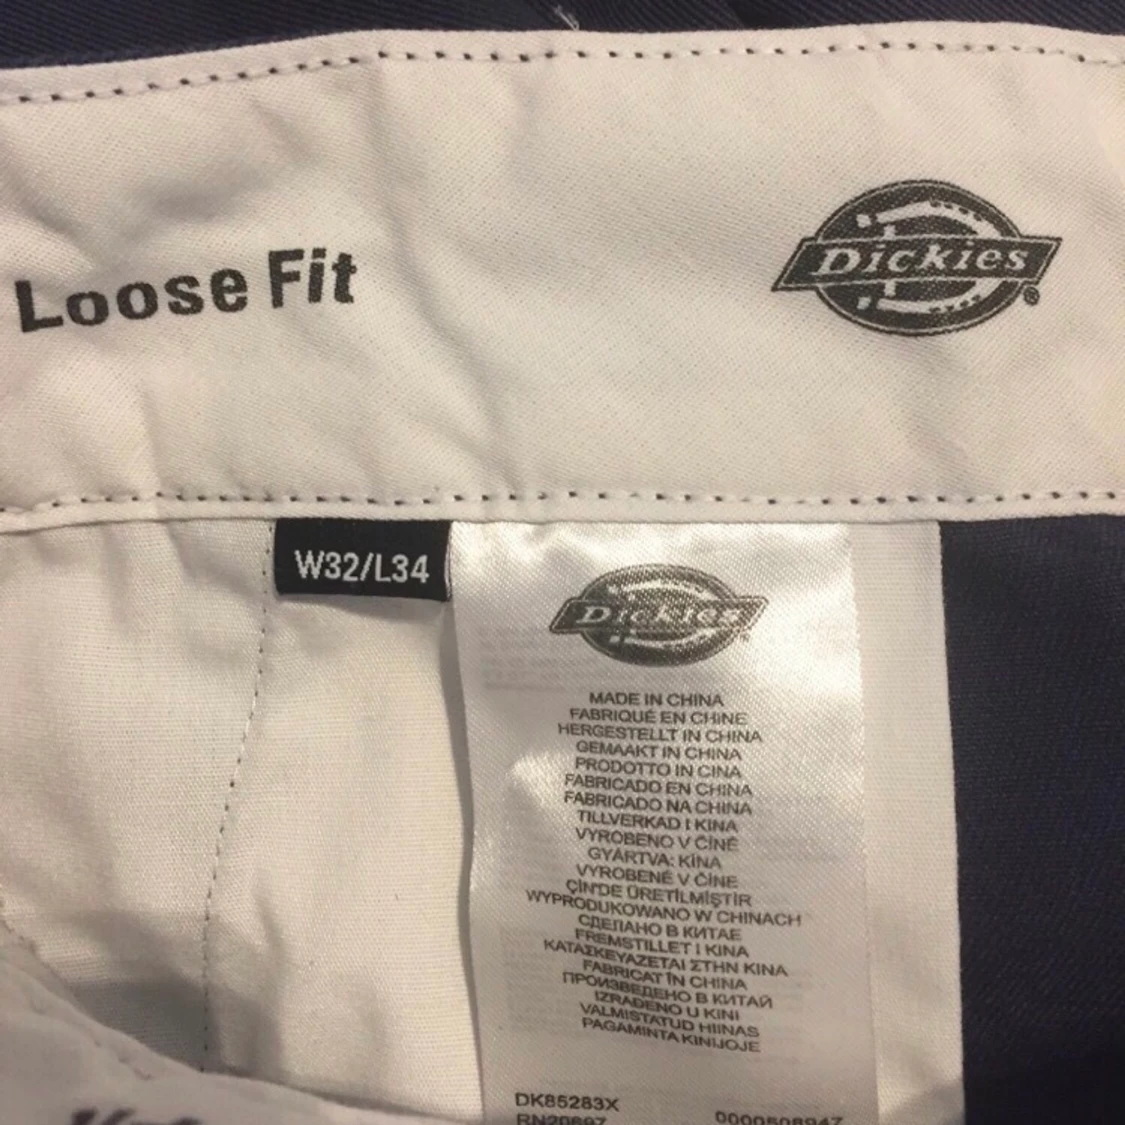 Loose Fit
Dickies
W32/L34
Dickies
MADE IN CHINA
FABRIQUÉ EN CHINE
HERGESTELLT IN CHINA
GEMAAKT IN CHINA
PRODOTTO IN CINA
FABRICADO EN CHINA
FABRICADO NA CHINA
TILLVERKAD I KINA
VYROBENO V ČÍNĚ
GYÁRTVA: KÍNA
VYROBENÉ V ČÍNE
ÇİN'DE ÜRETİLMİŞTİR
WYPRODUKOWANO W CHINACH
СДЕЛАНО В КИТАЕ
FREMSTILLET I KINA
ΚΑΤΑΣΚΕΥΑΖΕΤΑΙ ΣΤΗΝ ΚΙΝΑ
FABRICAT ÎN CHINA
ПРОИЗВЕДЕНО В КИТАЙ
IZRAĐENO U KINI
VALMISTATUD HIINAS
PAGAMINTA KINIJOJE
DK85283X
RN20697